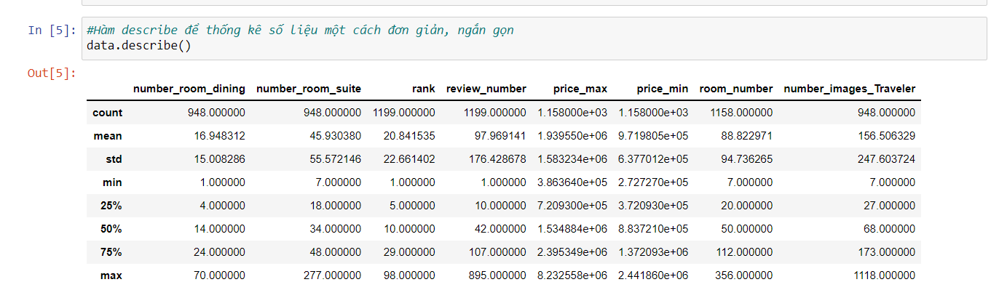 In [5]: #Hàm describe để thống kê số liệu một cách đơn giản, ngắn gọn
data.describe()
Out[5]:
number_room_dining number_room_suite rank review_number price_max price_min room_number number_images_Traveler
count 948.000000 948.000000 1199.000000 1199.000000 1.158000e+03 1.158000e+03 1158.000000 948.000000
mean 16.948312 45.930380 20.841535 97.969141 1.939550e+06 9.719805e+05 88.822971 156.506329
std 15.008286 55.572146 22.661402 176.428678 1.583234e+06 6.377012e+05 94.736265 247.603724
min 1.000000 7.000000 1.000000 1.000000 3.863640e+05 2.727270e+05 7.000000 7.000000
25% 4.000000 18.000000 5.000000 10.000000 7.209300e+05 3.720930e+05 20.000000 27.000000
50% 14.000000 34.000000 10.000000 42.000000 1.534884e+06 8.837210e+05 50.000000 68.000000
75% 24.000000 48.000000 29.000000 107.000000 2.395349e+06 1.372093e+06 112.000000 173.000000
max 70.000000 277.000000 98.000000 895.000000 8.232558e+06 2.441860e+06 356.000000 1118.000000